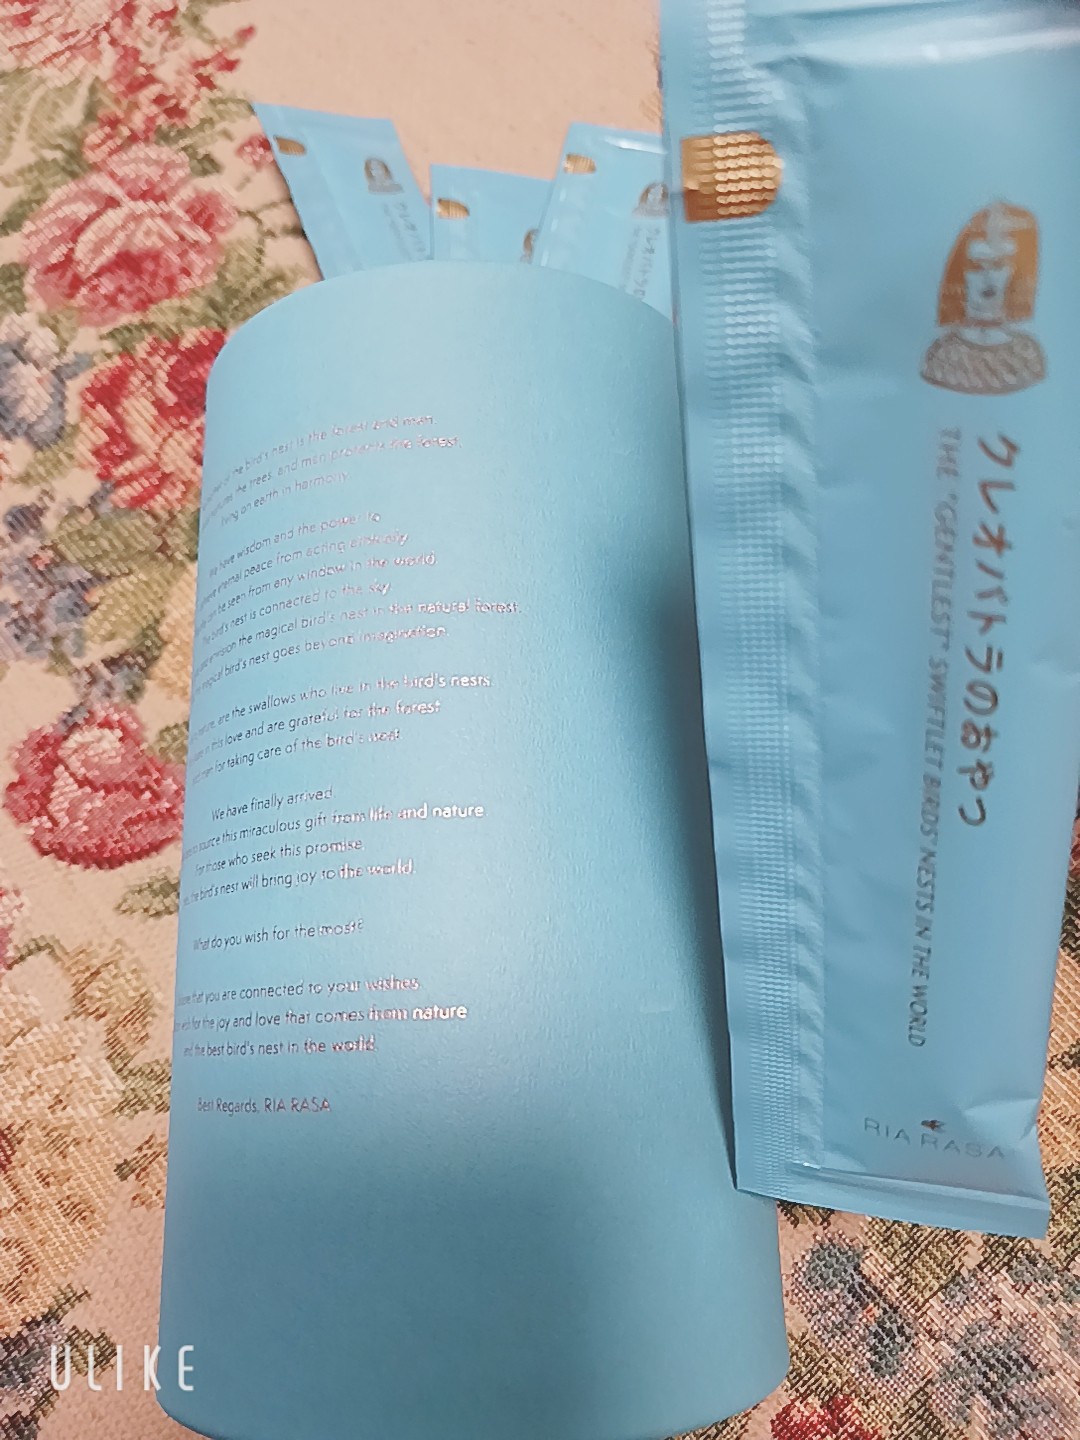 the bird's nest is the forest and man.
the trees, and man protects the forest,
living on earth in harmony.
We have wisdom and the power to
eternal peace from acting
can be seen from any window in the world.
The bird's nest is connected to the sky.
envision the magical bird's nest in the natural forest.
magical bird's nest goes beyond imagination.
are the swallows who live in the bird's nests.
in this love and are grateful for the forest
and man for taking care of the bird's nest.
We have finally arrived.
to source this miraculous gift from life and nature.
For those who seek this promise,
the bird's nest will bring joy to the world.
What do you wish for the most?
that you are connected to your wishes.
for the joy and love that comes from nature
and the best bird's nest in the world.
Best Regards, RIA RASA
クレオパトラのおやつ
THE "GENTLEST" SWIFTLET BIRDS' NESTS IN THE WORLD
RIA RASA
ULIKE